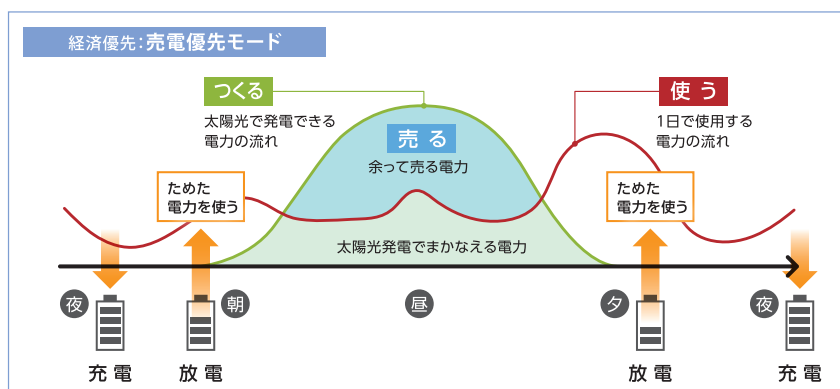 経済優先：売電優先モード
つくる
太陽光で発電できる
電力の流れ
使う
1日で使用する
電力の流れ
売る
余って売る電力
ためた
電力を使う
ためた
電力を使う
太陽光発電でまかなえる電力
夜
朝
昼
夕
夜
充電
放電
放電
充電